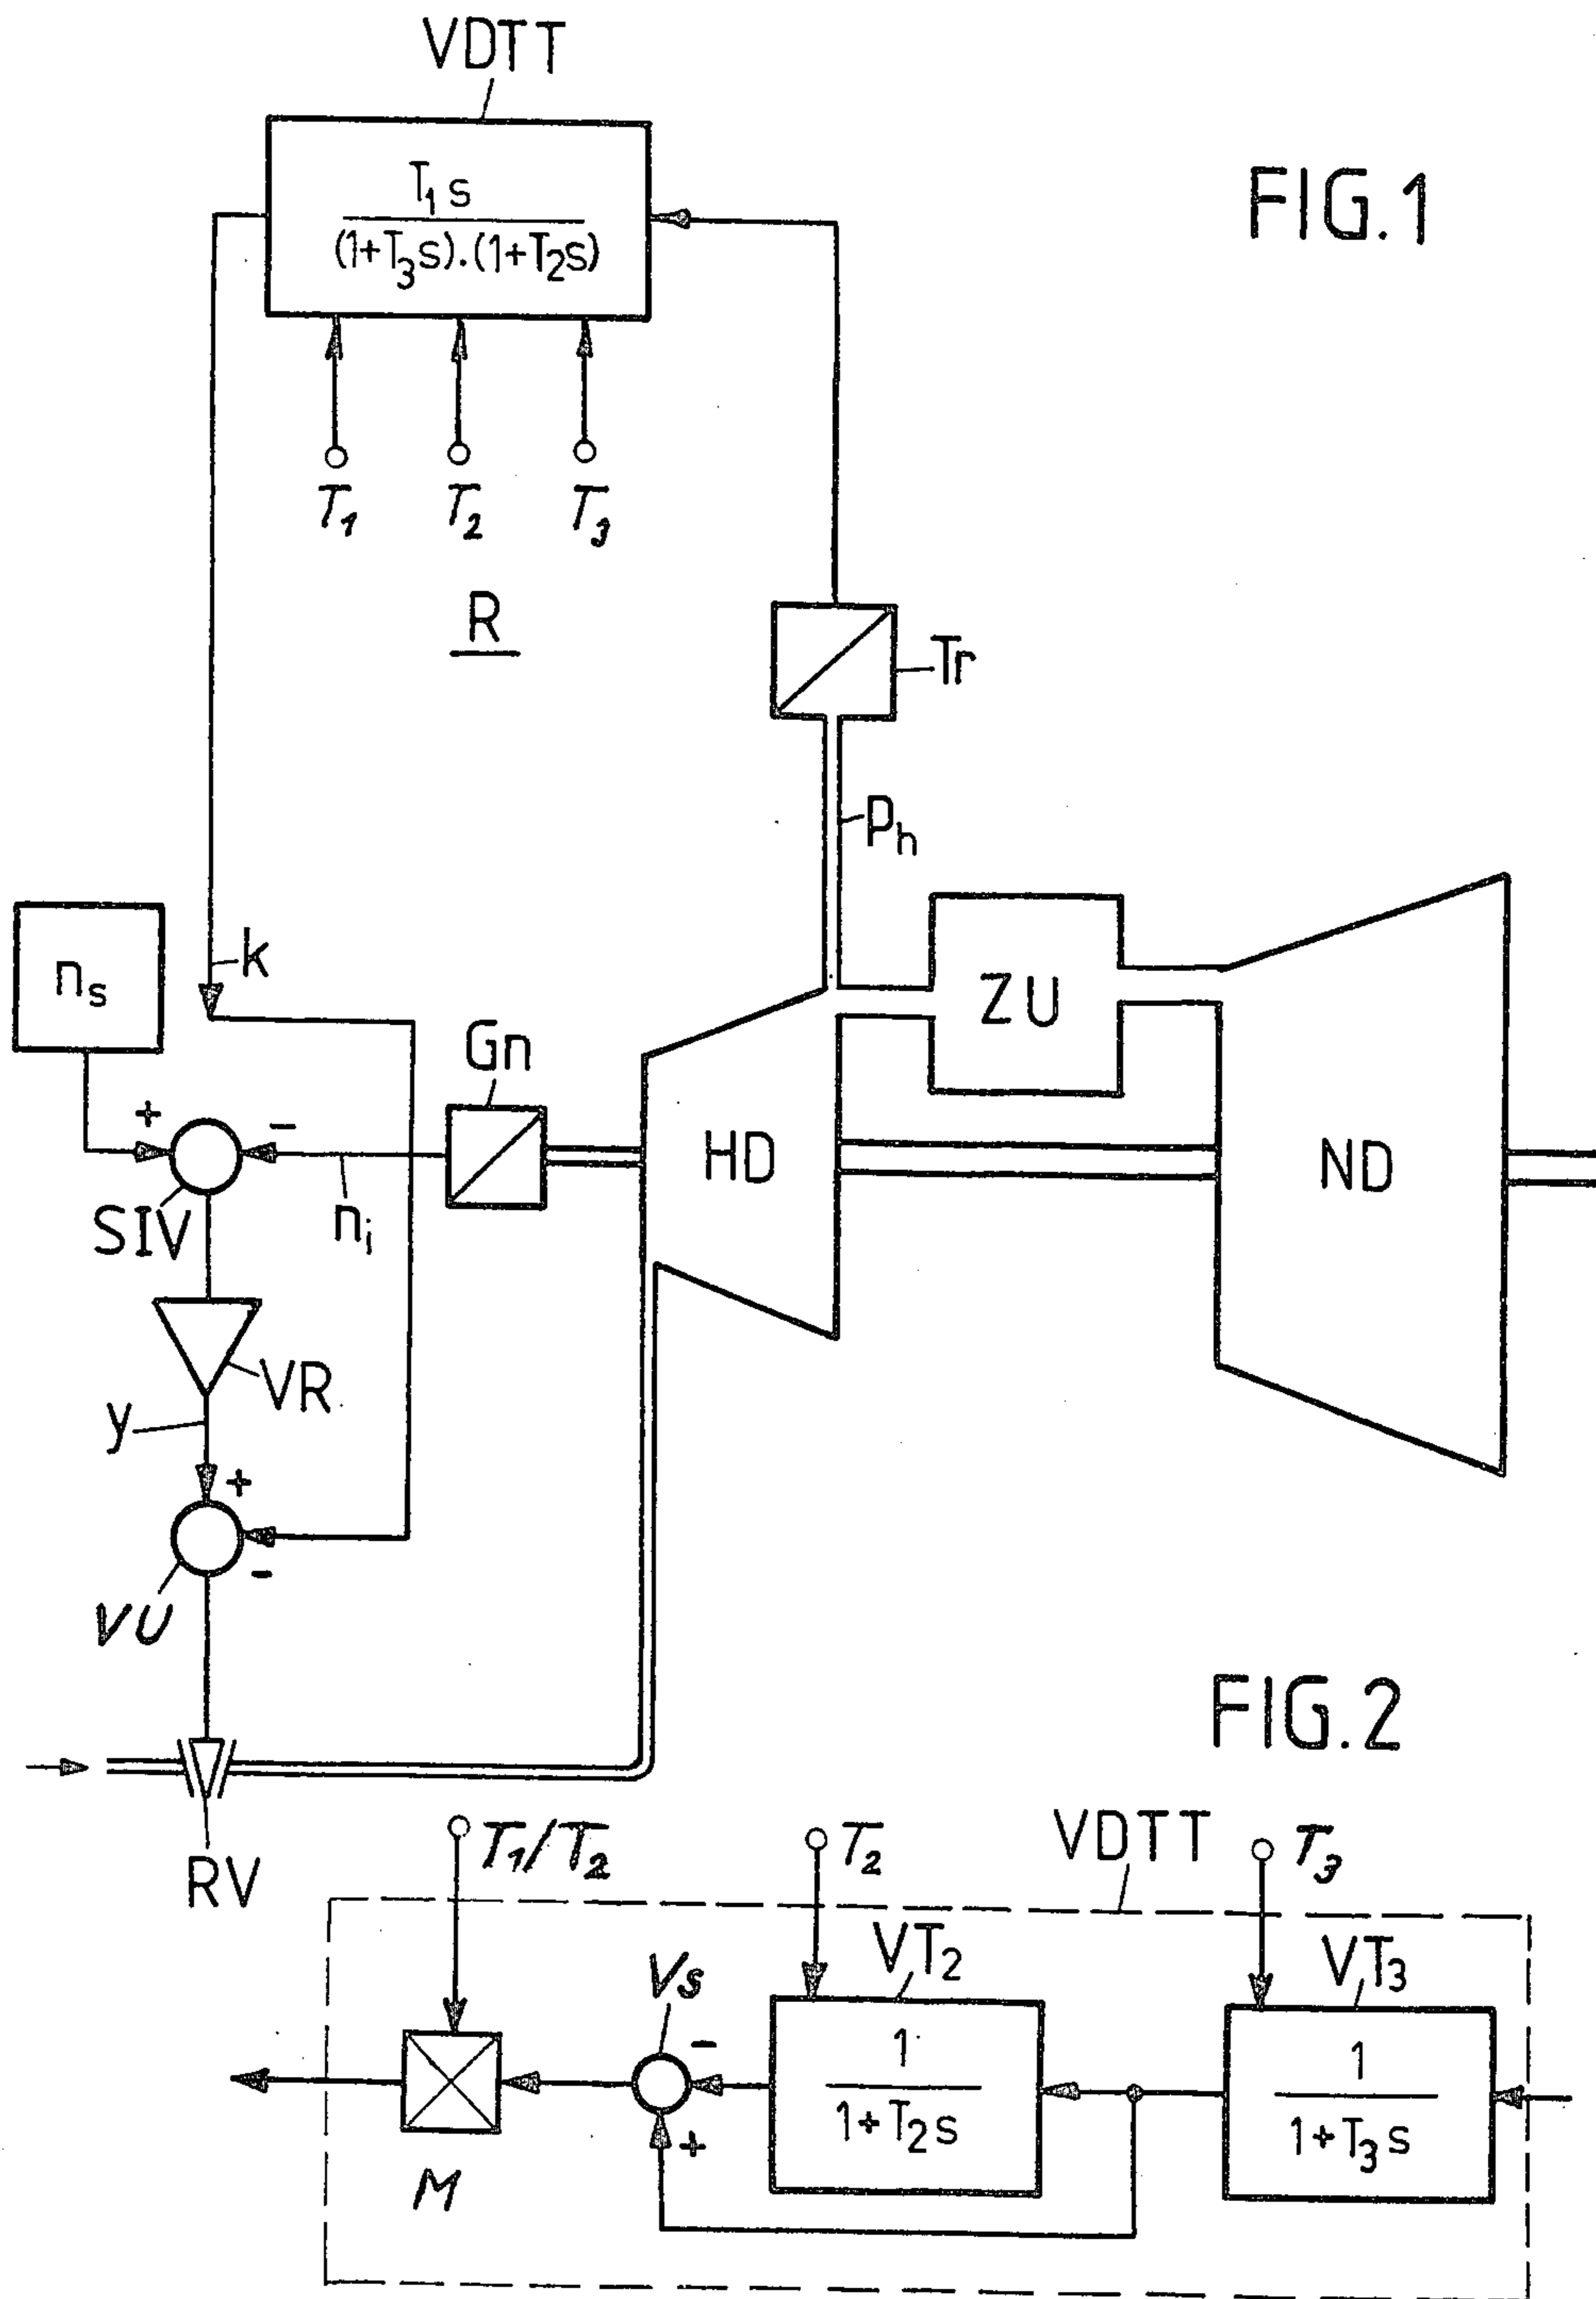 VDTT
FIG.1
T₁ s
(1+T₃s).(1+T₂s)
T₁ T₂ T₃
R
Tr
pₕ
k
nₛ
ZU
Gn
+ -
HD
ND
SIV
nᵢ
VR
y
+
-
VU
FIG.2
RV
T₁/T₂
T₂
VDTT
T₃
Vs
VT₂
VT₃
-
1
1+T₂s
1
1+T₃s
+
M